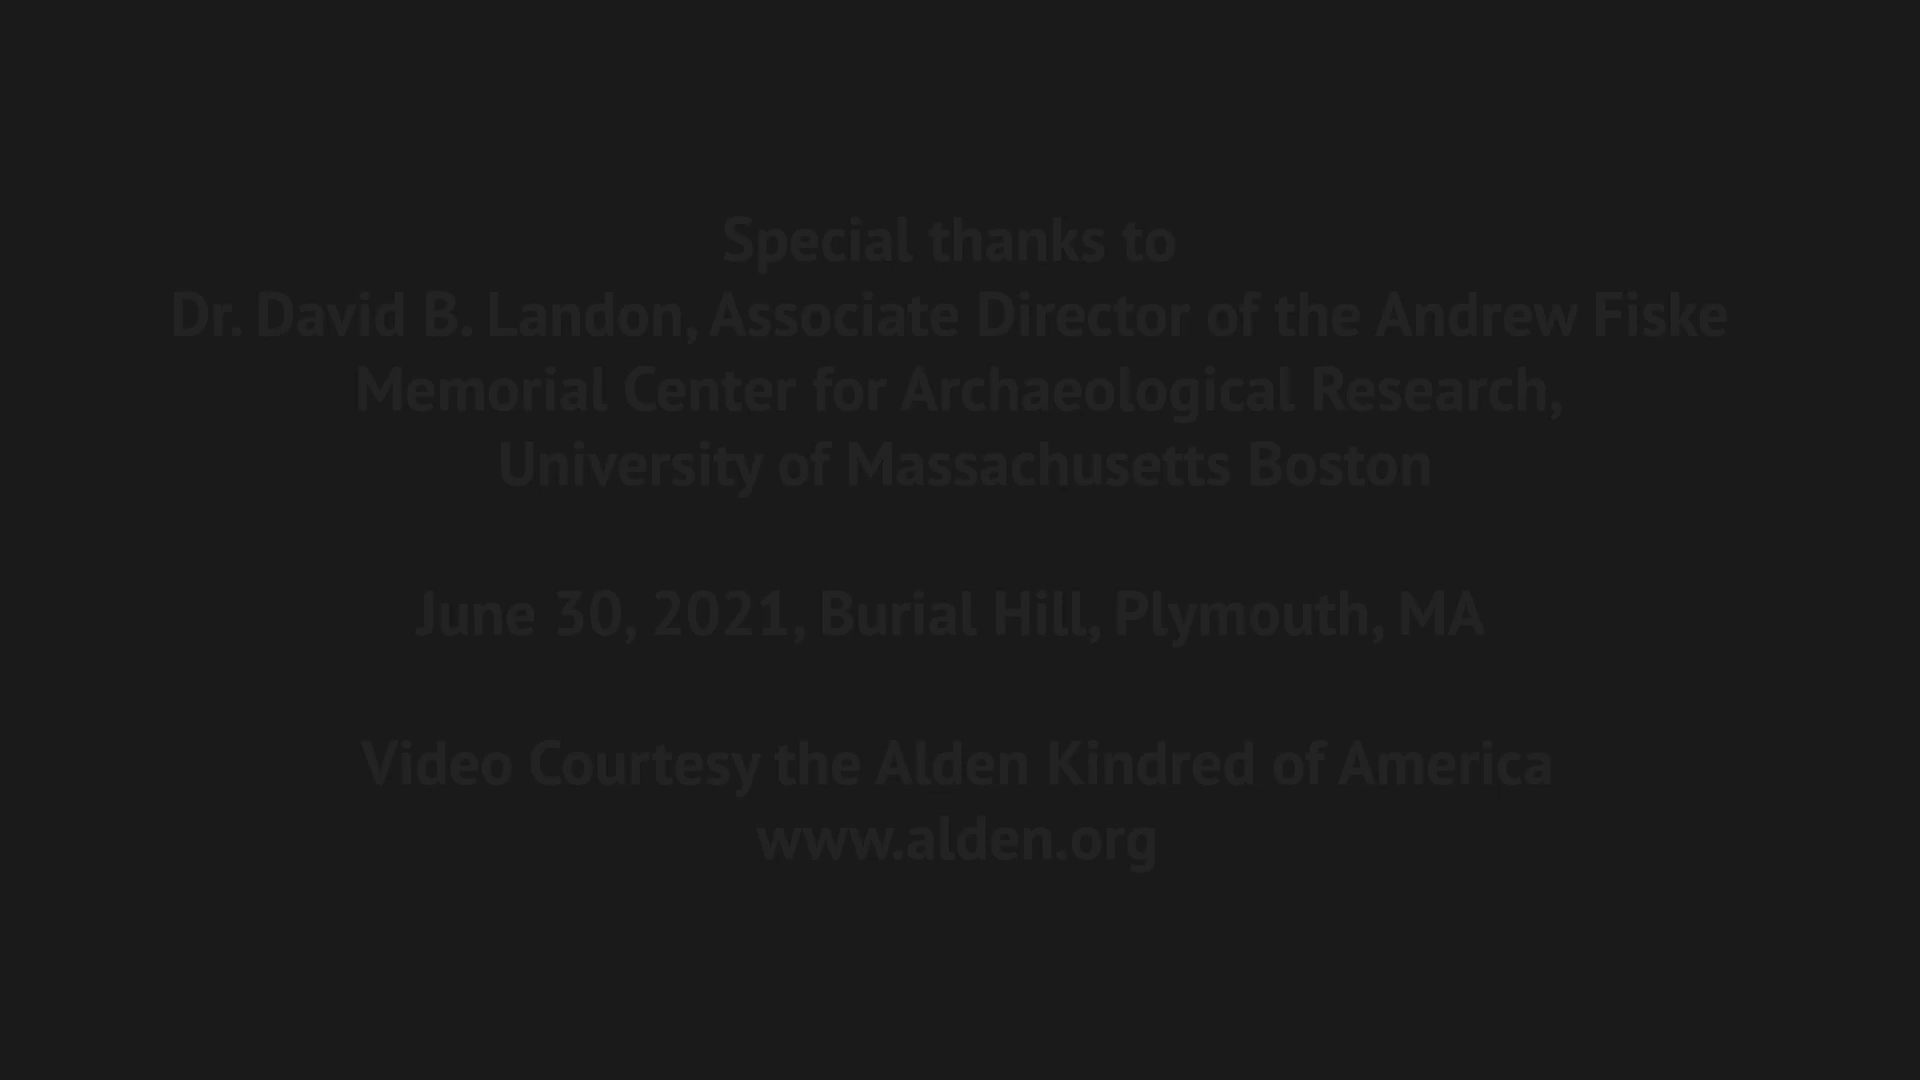 Special thanks to
Dr. David B. Landon, Associate Director of the Andrew Fiske
Memorial Center for Archaeological Research,
University of Massachusetts Boston
June 30, 2021, Burial Hill, Plymouth, MA
Video Courtesy the Alden Kindred of America
www.alden.org